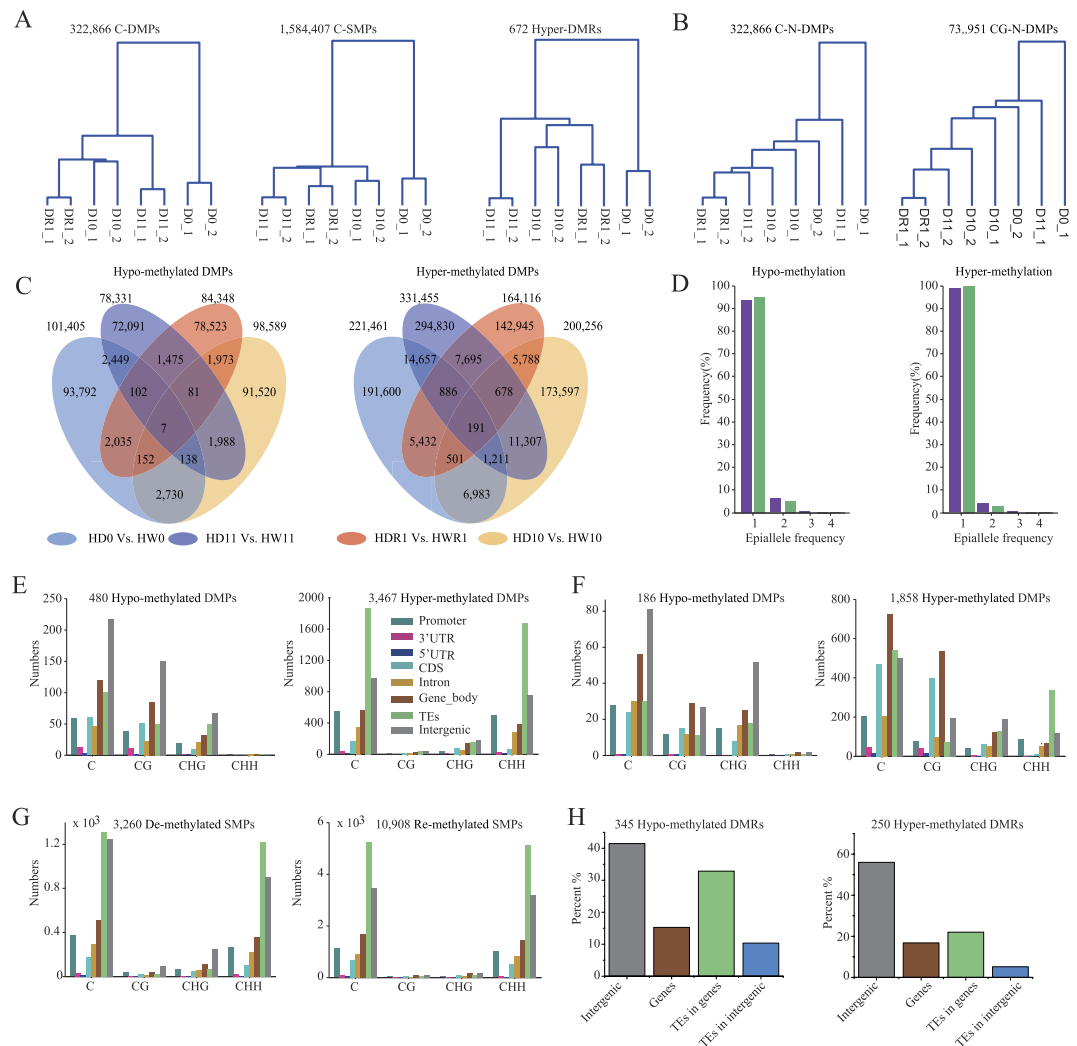 A
322,866 C-DMPs
1,584,407 C-SMPs
672 Hyper-DMRs
DR1_1
DR1_2
D10_1
D10_2
D11_1
D11_2
D0_1
D0_2
D11_1
D11_2
DR1_2
DR1_1
D10_1
D10_2
D0_1
D0_2
D11_1
D11_2
D10_1
D10_2
DR1_1
DR1_2
D0_1
D0_2
B
322,866 C-N-DMPs
73,,951 CG-N-DMPs
DR1_1
DR1_2
D10_1
D10_2
D11_2
D0_2
D11_1
D0_1
DR1_1
DR1_2
D11_2
D10_2
D10_1
D0_2
D11_1
D0_1
C
Hypo-methylated DMPs
78,331
84,348
101,405
98,589
72,091
78,523
2,449
1,475
1,973
93,792
102
81
91,520
7
2,035
1,988
152
138
2,730
Hyper-methylated DMPs
331,455
164,116
221,461
200,256
294,830
142,945
14,657
7,695
5,788
191,600
886
678
173,597
191
5,432
11,307
501
1,211
6,983
HD0 Vs. HW0
HD11 Vs. HW11
HDR1 Vs. HWR1
HD10 Vs. HW10
D
Hypo-methylation
Frequency(%)
100
90
80
70
60
50
40
30
20
10
0
1 2 3 4
Epiallele frequency
Hyper-methylation
Frequency(%)
100
90
80
70
60
50
40
30
20
10
0
1 2 3 4
Epiallele frequency
E
480 Hypo-methylated DMPs
Numbers
250
200
150
100
50
0
C CG CHG CHH
3,467 Hyper-methylated DMPs
Numbers
2000
1600
1200
800
400
0
C CG CHG CHH
Promoter
3'UTR
5'UTR
CDS
Intron
Gene_body
TEs
Intergenic
F
186 Hypo-methylated DMPs
Numbers
80
60
40
20
0
C CG CHG CHH
1,858 Hyper-methylated DMPs
Numbers
800
600
400
200
0
C CG CHG CHH
G
x 10³ 3,260 De-methylated SMPs
Numbers
1.2
0.8
0.4
0
C CG CHG CHH
x 10³ 10,908 Re-methylated SMPs
Numbers
6
4
2
0
C CG CHG CHH
H
345 Hypo-methylated DMRs
Percent %
40
30
20
10
0
Intergenic
Genes
TEs in genes
TEs in intergenic
250 Hyper-methylated DMRs
Percent %
60
40
20
0
Intergenic
Genes
TEs in genes
TEs in intergenic